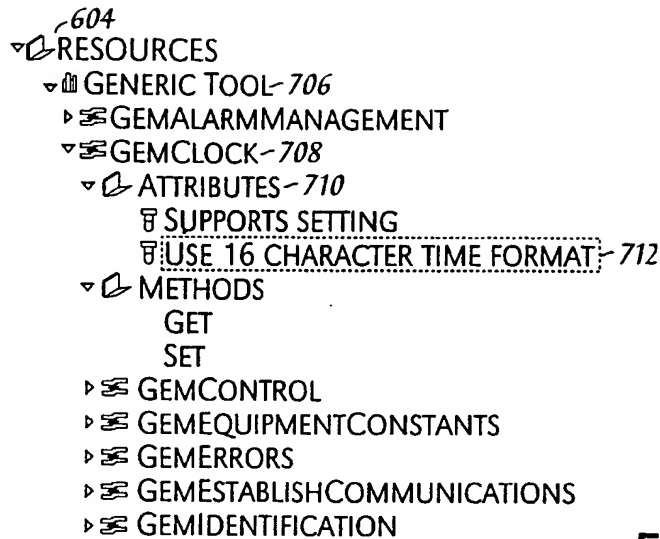 604
RESOURCES
GENERIC TOOL 706
GEMALARMMANAGEMENT
GEMCLOCK 708
ATTRIBUTES 710
SUPPORTS SETTING
USE 16 CHARACTER TIME FORMAT 712
METHODS
GET
SET
GEMCONTROL
GEMEQUIPMENTCONSTANTS
GEMERRORS
GEMESTABLISHCOMMUNICATIONS
GEMIDENTIFICATION